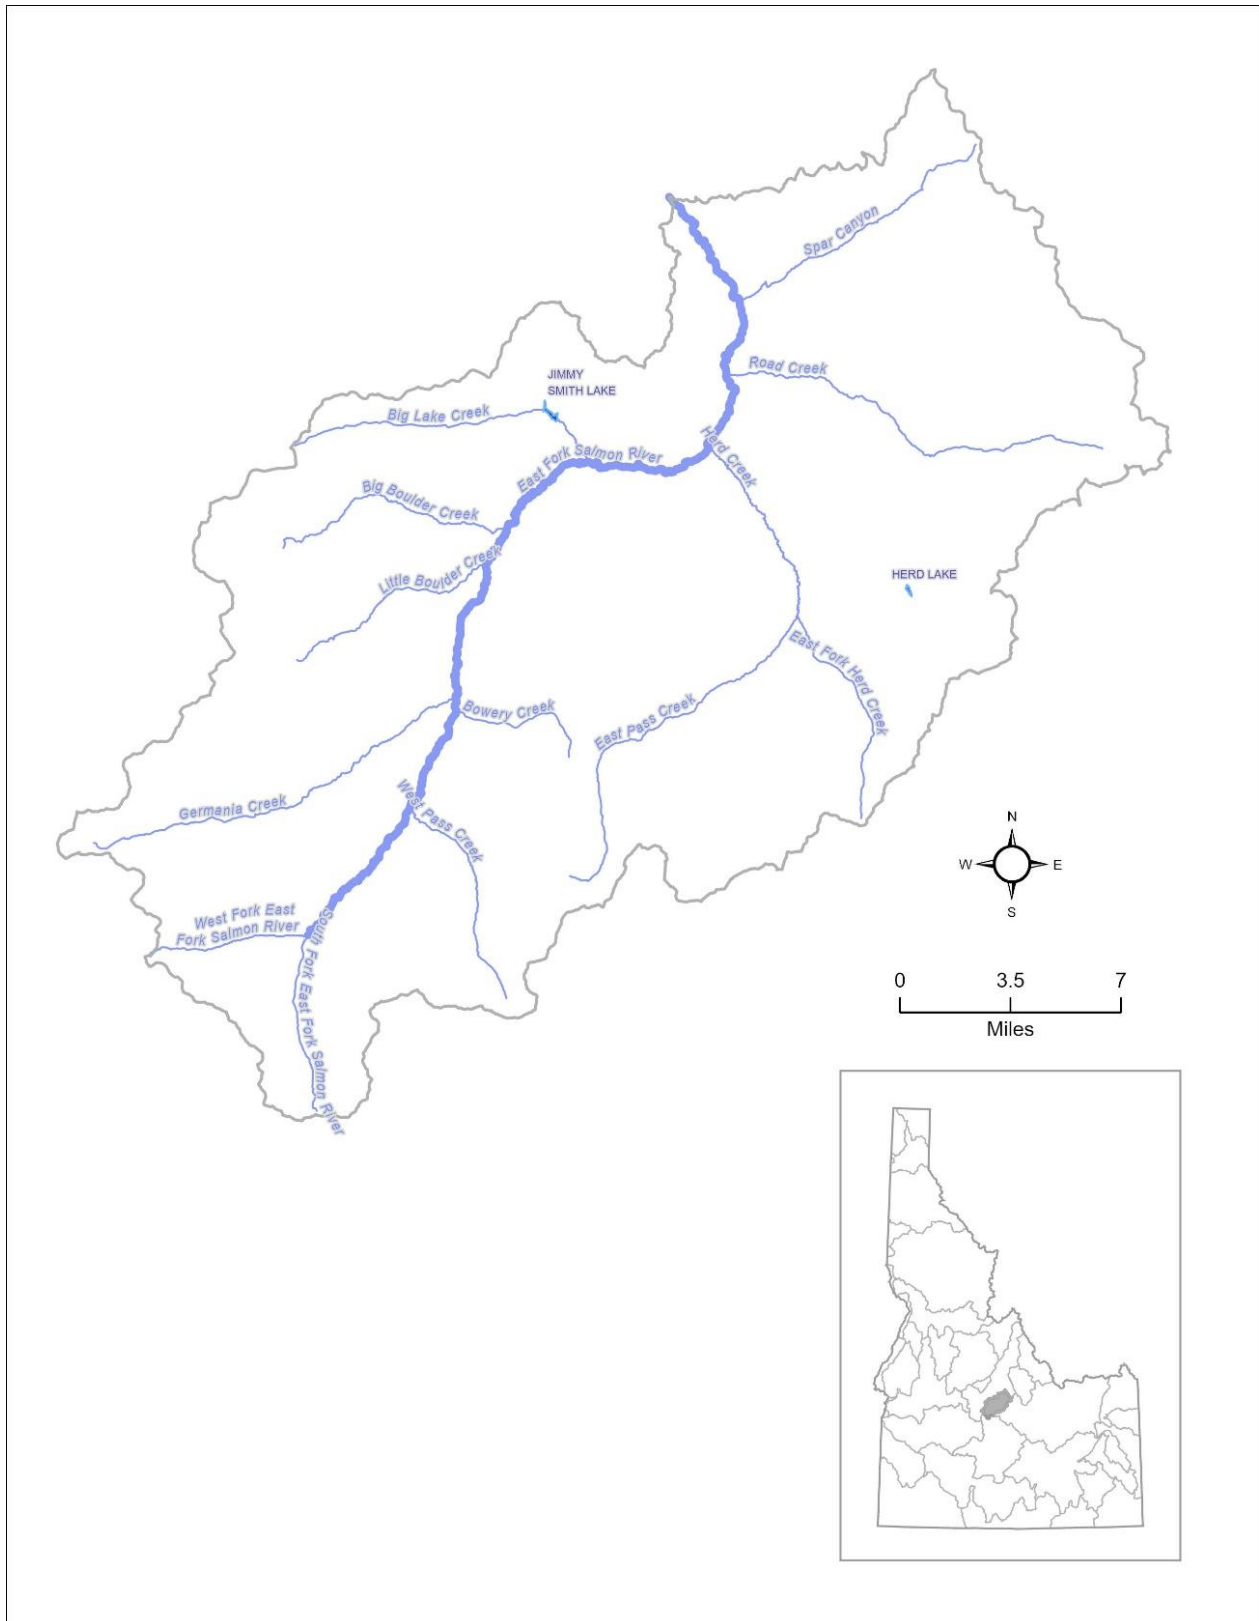 Spar Canyon
Road Creek
JIMMY
SMITH LAKE
Big Lake Creek
East Fork Salmon River
Herd Creek
Big Boulder Creek
Little Boulder Creek
HERD LAKE
East Fork Herd Creek
Bowery Creek
East Pass Creek
Germania Creek
West Pass Creek
West Fork East
Fork Salmon River
South Fork East Fork Salmon River
N
W
E
S
0 3.5 7
Miles